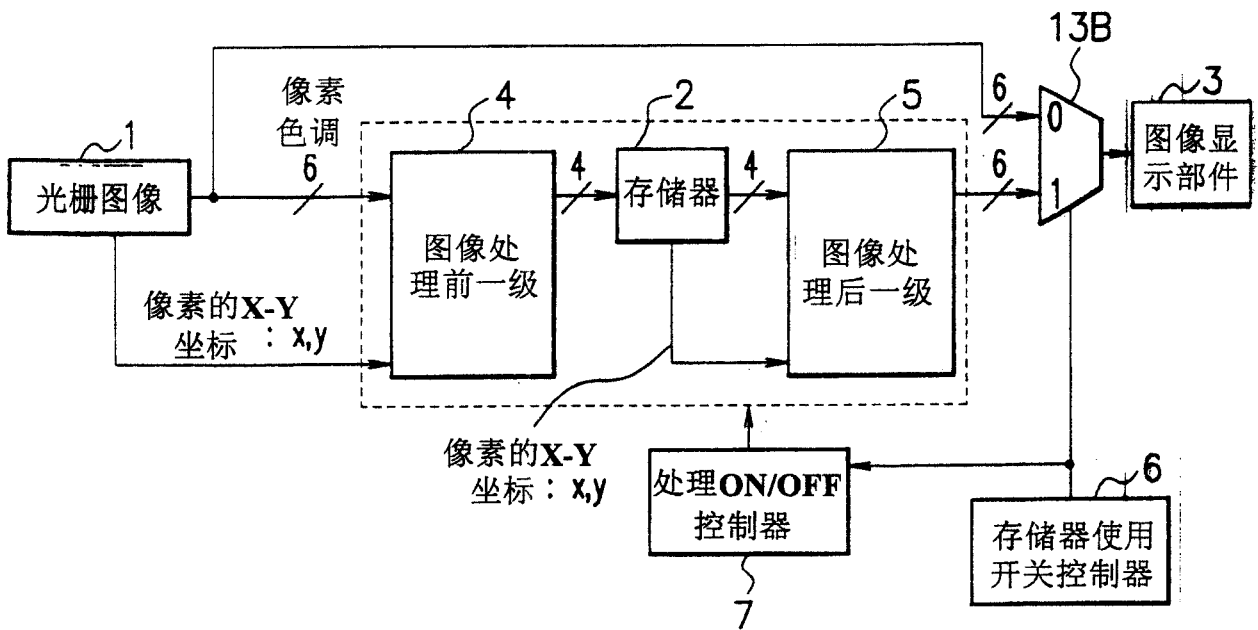 13B
像素
色调
4
2
5
6
3
1
6
4
4
6
0
1
光栅图像
存储器
图像显
示部件
图像处
理前一级
图像处
理后一级
像素的X-Y
坐标：x,y
像素的X-Y
坐标：x,y
处理ON/OFF
控制器
7
6
存储器使用
开关控制器